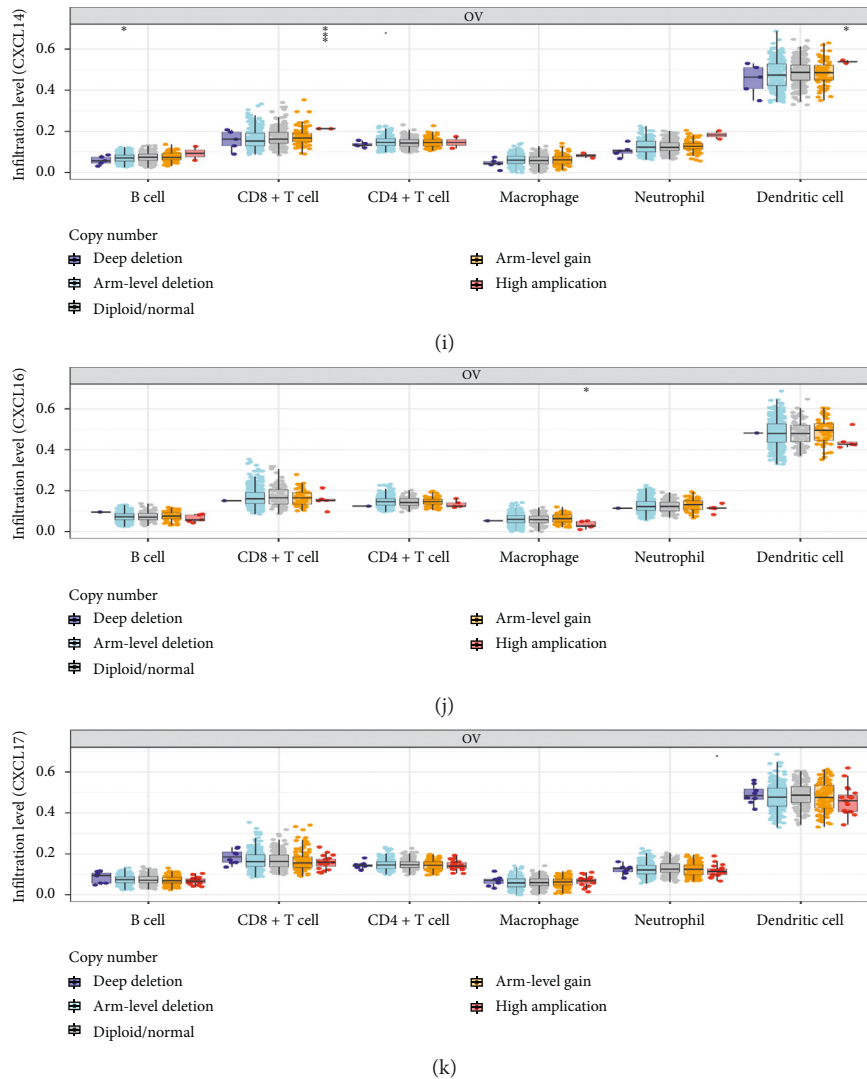 OV
* *** . *
Infiltration level (CXCL14)
0.6
0.4
0.2
0.0
B cell CD8 + T cell CD4 + T cell Macrophage Neutrophil Dendritic cell
Copy number
Deep deletion Arm-level gain
Arm-level deletion High amplication
Diploid/normal
(i)
OV
*
Infiltration level (CXCL16)
0.6
0.4
0.2
0.0
B cell CD8 + T cell CD4 + T cell Macrophage Neutrophil Dendritic cell
Copy number
Deep deletion Arm-level gain
Arm-level deletion High amplication
Diploid/normal
(j)
OV
.
Infiltration level (CXCL17)
0.6
0.4
0.2
0.0
B cell CD8 + T cell CD4 + T cell Macrophage Neutrophil Dendritic cell
Copy number
Deep deletion Arm-level gain
Arm-level deletion High amplication
Diploid/normal
(k)